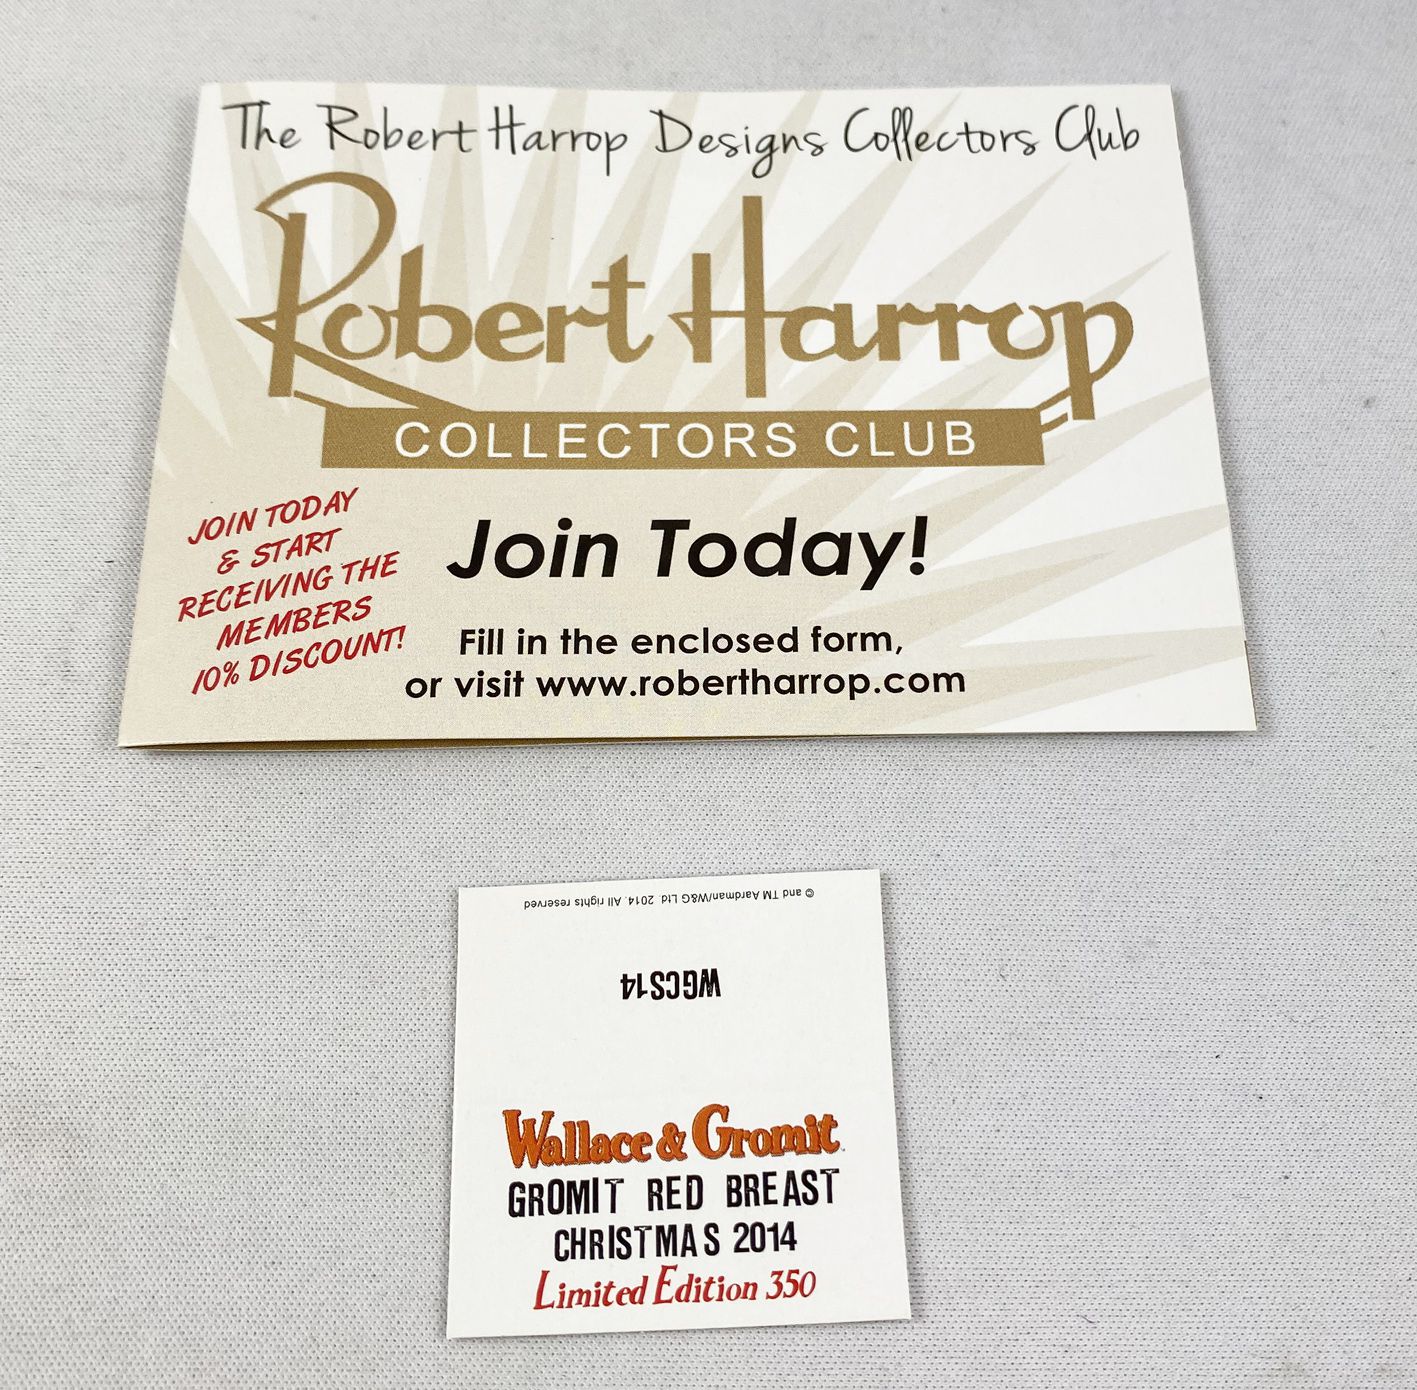 The Robert Harrop Designs Collectors Club
Robert Harrop
COLLECTORS CLUB
JOIN TODAY
& START
RECEIVING THE
MEMBERS
10% DISCOUNT!
Join Today!
Fill in the enclosed form,
or visit www.robertharrop.com
© and TM Aardman/W&G Ltd. 2014. All rights reserved
WGCS14
Wallace & Gromit
GROMIT RED BREAST
CHRISTMAS 2014
Limited Edition 350